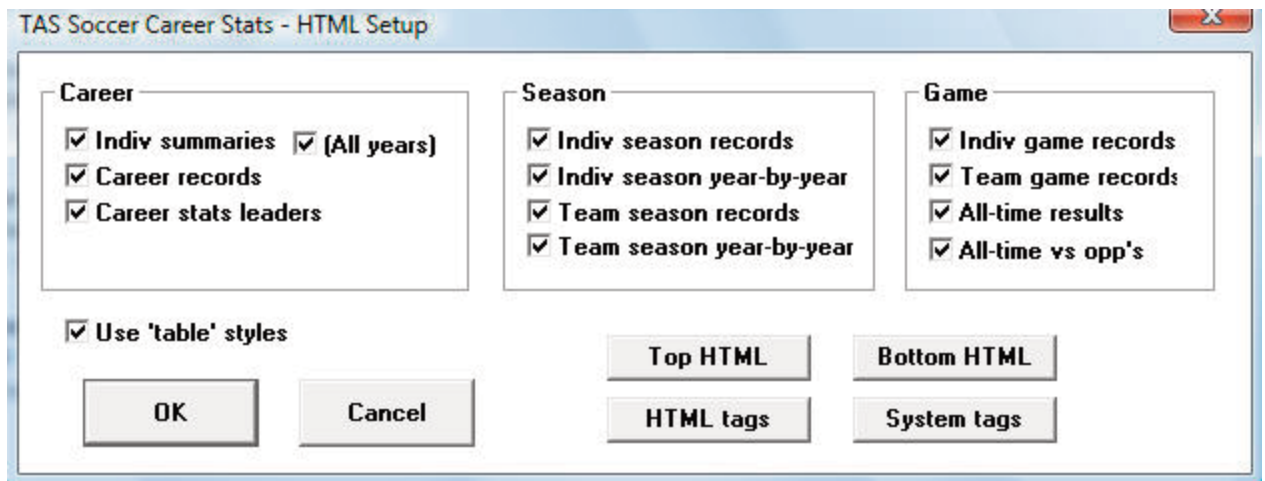 TAS Soccer Career Stats - HTML Setup
Career
Indiv summaries (All years)
Career records
Career stats leaders
Season
Indiv season records
Indiv season year-by-year
Team season records
Team season year-by-year
Game
Indiv game records
Team game records
All-time results
All-time vs opp's
Use 'table' styles
Top HTML Bottom HTML
OK Cancel
HTML tags System tags